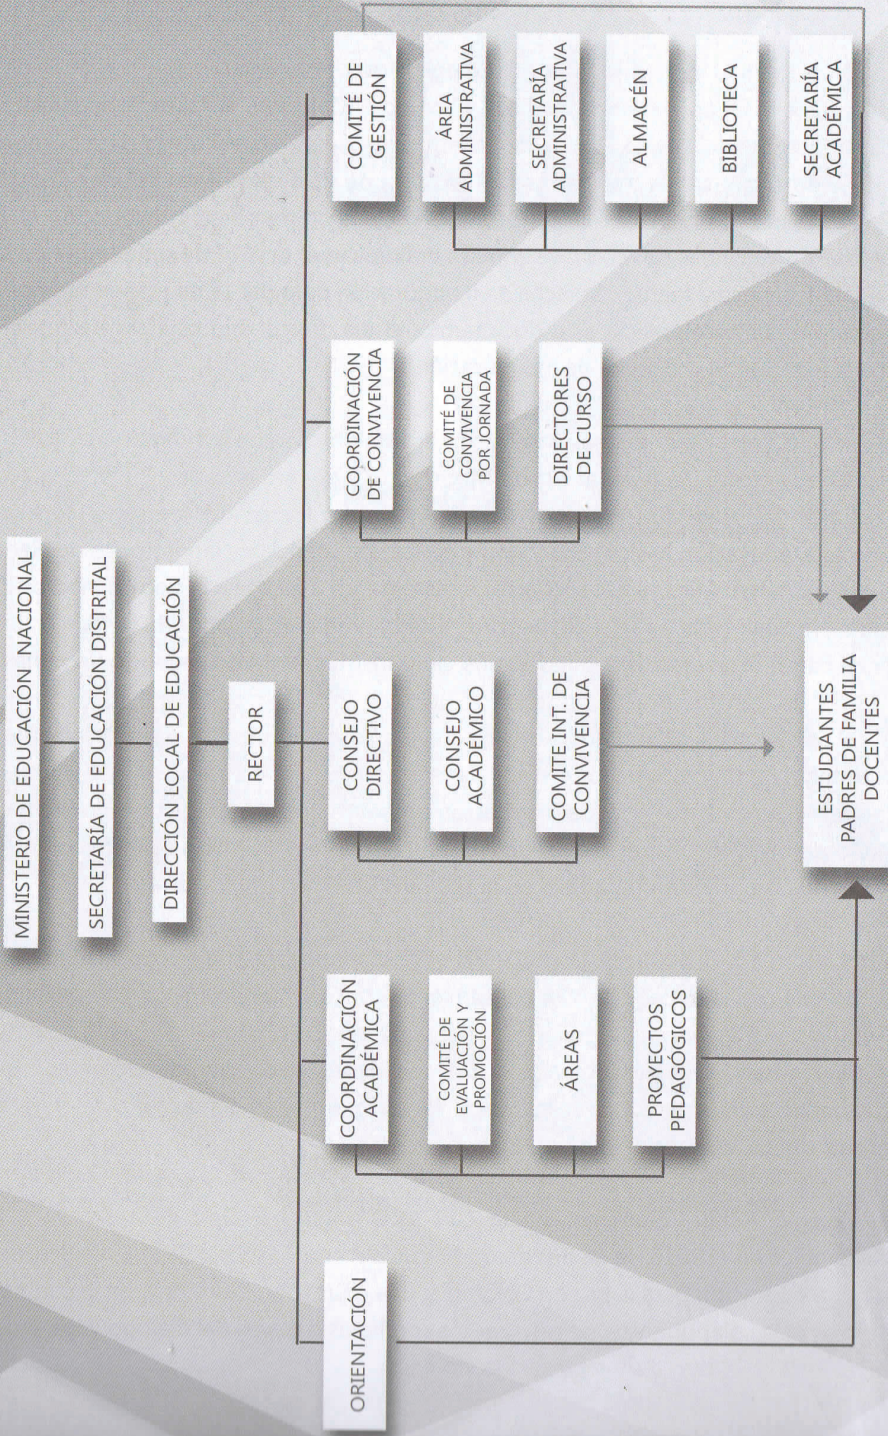 MINISTERIO DE EDUCACIÓN NACIONAL
SECRETARÍA DE EDUCACIÓN DISTRITAL
DIRECCIÓN LOCAL DE EDUCACIÓN
RECTOR
ORIENTACIÓN
COORDINACIÓN
ACADÉMICA
COMITÉ DE
EVALUACIÓN Y
PROMOCIÓN
ÁREAS
PROYECTOS
PEDAGÓGICOS
CONSEJO
DIRECTIVO
CONSEJO
ACADÉMICO
COMITE INT. DE
CONVIVENCIA
COORDINACIÓN
DE CONVIVENCIA
COMITÉ DE
CONVIVENCIA
POR JORNADA
DIRECTORES
DE CURSO
COMITÉ DE
GESTIÓN
ÁREA
ADMINISTRATIVA
SECRETARÍA
ADMINISTRATIVA
ALMACÉN
BIBLIOTECA
SECRETARÍA
ACADÉMICA
ESTUDIANTES
PADRES DE FAMILIA
DOCENTES